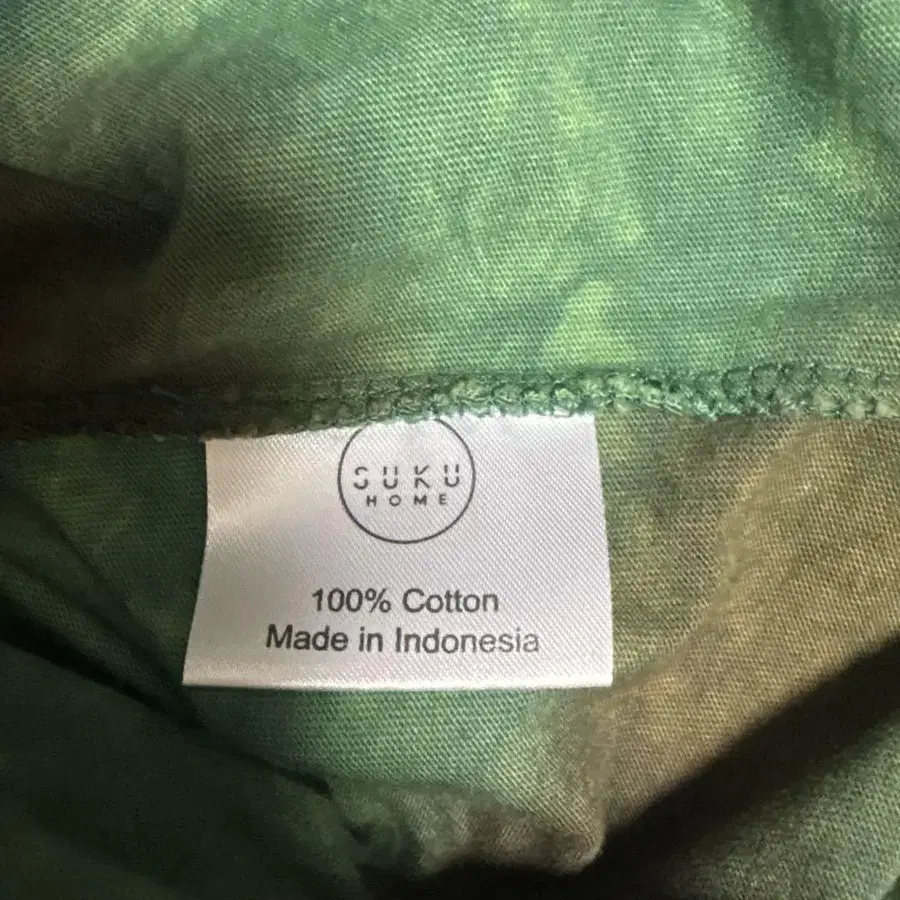 SUKU
HOME
100% Cotton
Made in Indonesia